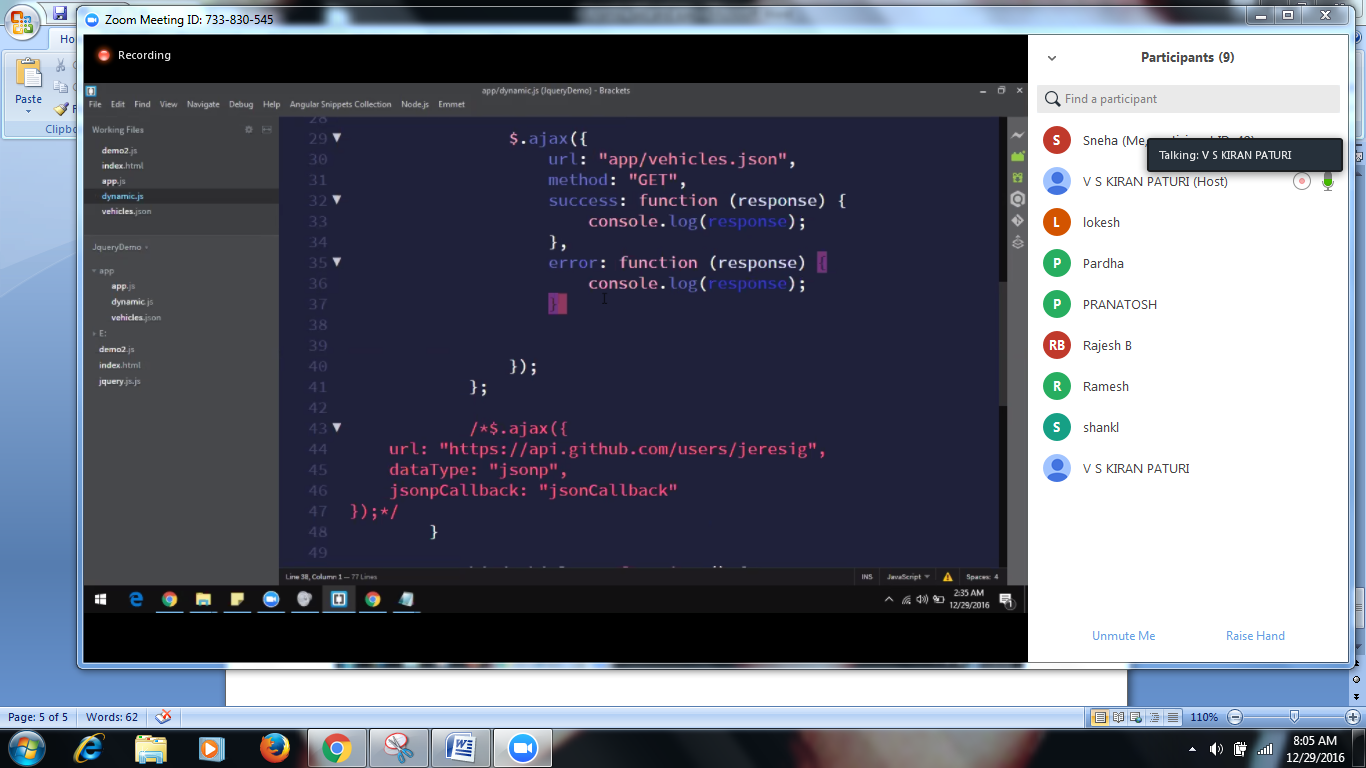 Zoom Meeting ID: 733-830-545
Ho
Paste
Clipb
Recording
app/dynamic.js (JqueryDemo) - Brackets
File Edit Find View Navigate Debug Help Angular Snippets Collection Node.js Emmet
Working Files
demo2.js
index.html
app.js
dynamic.js
vehicles.json
JqueryDemo
app
app.js
dynamic.js
vehicles.json
E:
demo2.js
index.html
jquery.js.js
28
29 $.ajax({
30 url: "app/vehicles.json",
31 method: "GET",
32 success: function (response) {
33 console.log(response);
34 },
35 error: function (response) {
36 console.log(response);
37 }
38
39
40 });
41 };
42
43 /*$.ajax({
44 url: "https://api.github.com/users/jeresig",
45 dataType: "jsonp",
46 jsonpCallback: "jsonCallback"
47 });*/
48 }
49
Line 38, Column 1 — 77 Lines
INS JavaScript Spaces: 4
2:35 AM
12/29/2016
1
Participants (9)
Find a participant
S Sneha (Me,
Talking: V S KIRAN PATURI
V S KIRAN PATURI (Host)
L lokesh
P Pardha
P PRANATOSH
RB Rajesh B
R Ramesh
S shankl
V S KIRAN PATURI
Unmute Me Raise Hand
Page: 5 of 5 Words: 62 110%
8:05 AM
12/29/2016